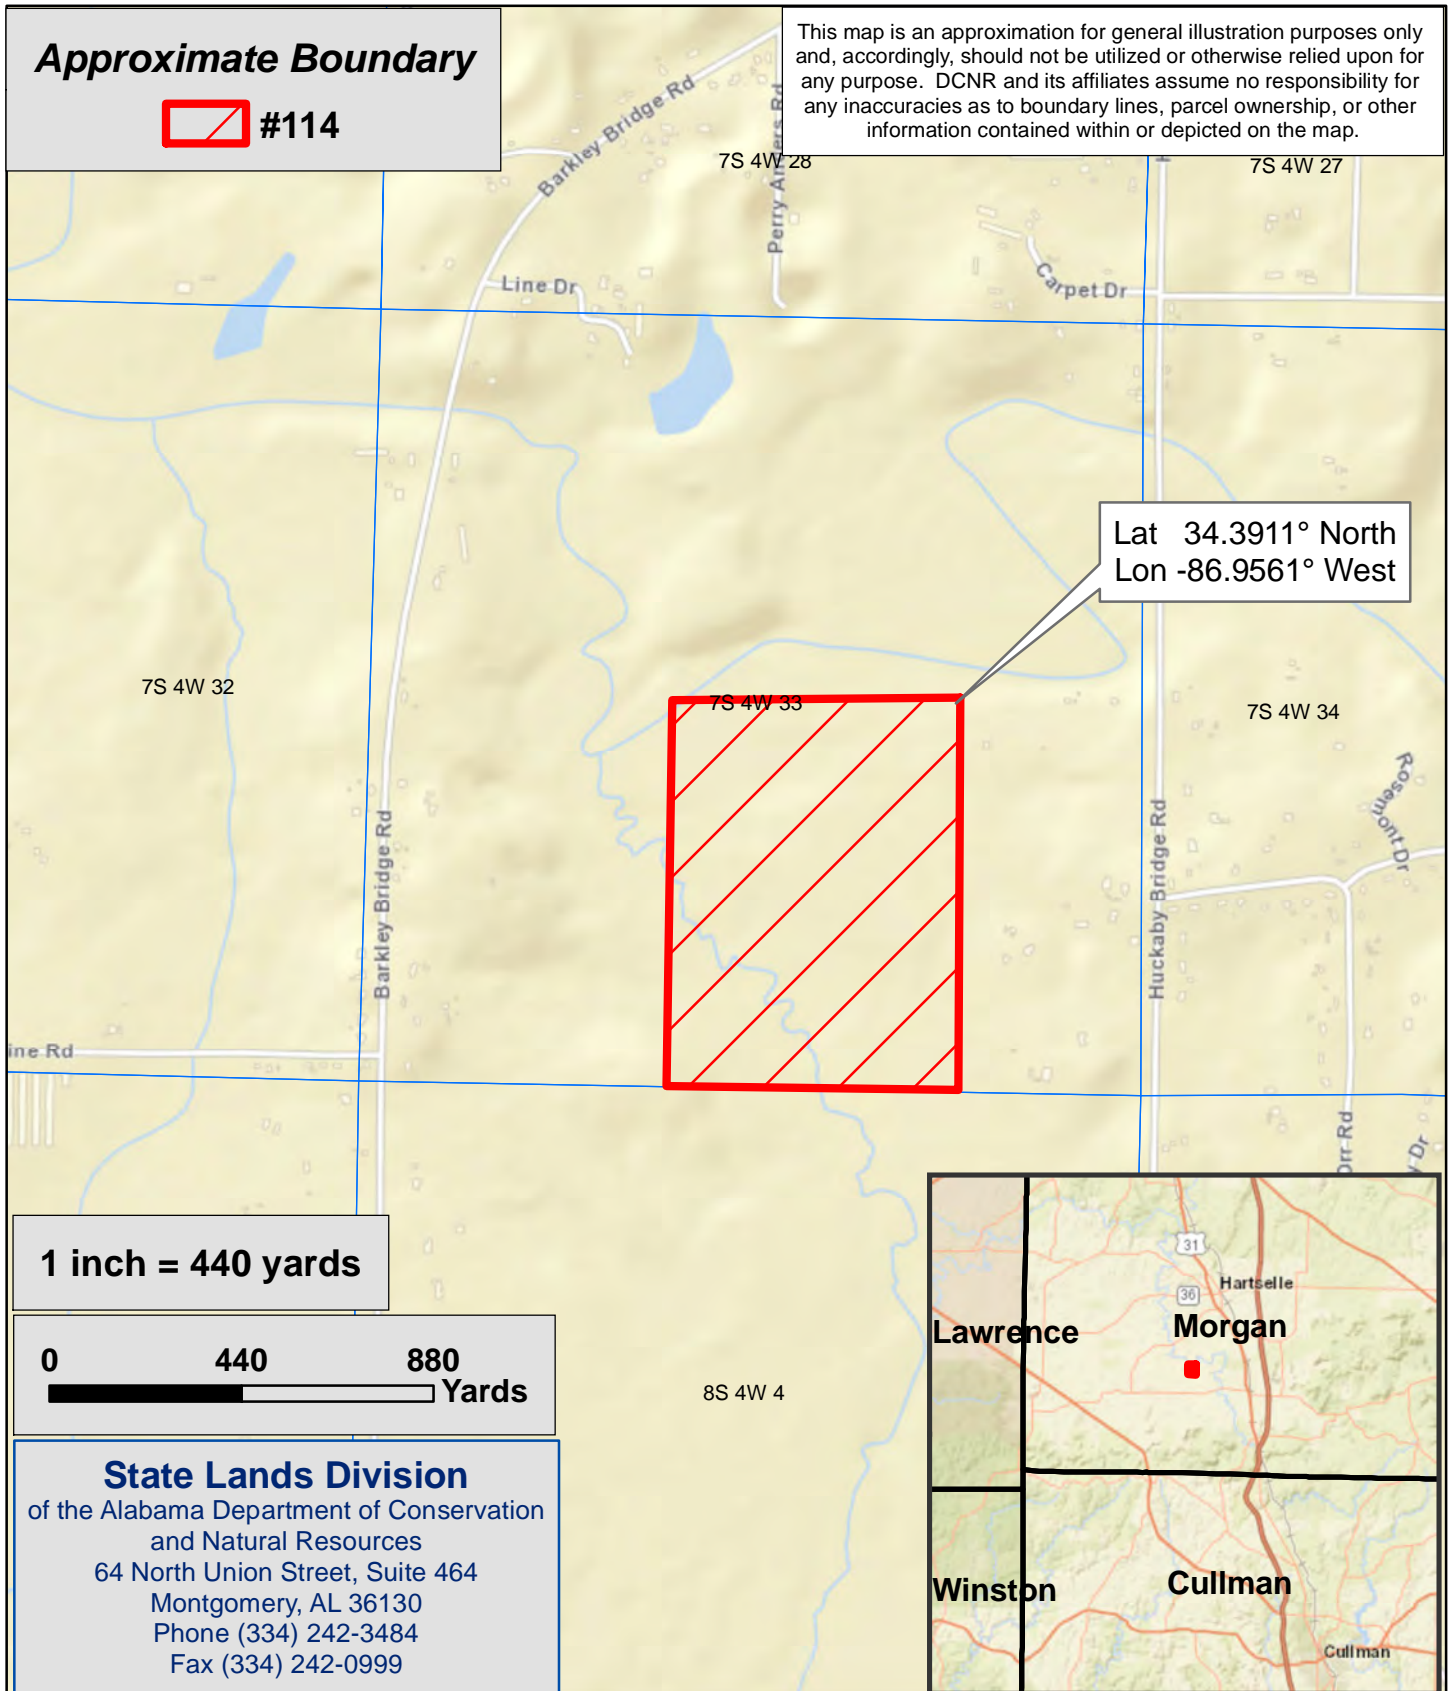 Approximate Boundary
#114
This map is an approximation for general illustration purposes only
and, accordingly, should not be utilized or otherwise relied upon for
any purpose. DCNR and its affiliates assume no responsibility for
any inaccuracies as to boundary lines, parcel ownership, or other
information contained within or depicted on the map.
Barkley Bridge Rd
7S 4W 28
7S 4W 27
Perry Rd
Line Dr
Carpet Dr
Lat 34.3911° North
Lon -86.9561° West
7S 4W 32
7S 4W 33
7S 4W 34
Rosemont Dr
Barkley Bridge Rd
Huckaby Bridge Rd
ine Rd
Orr Rd
y Dr
1 inch = 440 yards
0 440 880
Yards
8S 4W 4
State Lands Division
of the Alabama Department of Conservation
and Natural Resources
64 North Union Street, Suite 464
Montgomery, AL 36130
Phone (334) 242-3484
Fax (334) 242-0999
31
Hartselle
36
Lawrence
Morgan
Winston
Cullman
Cullman